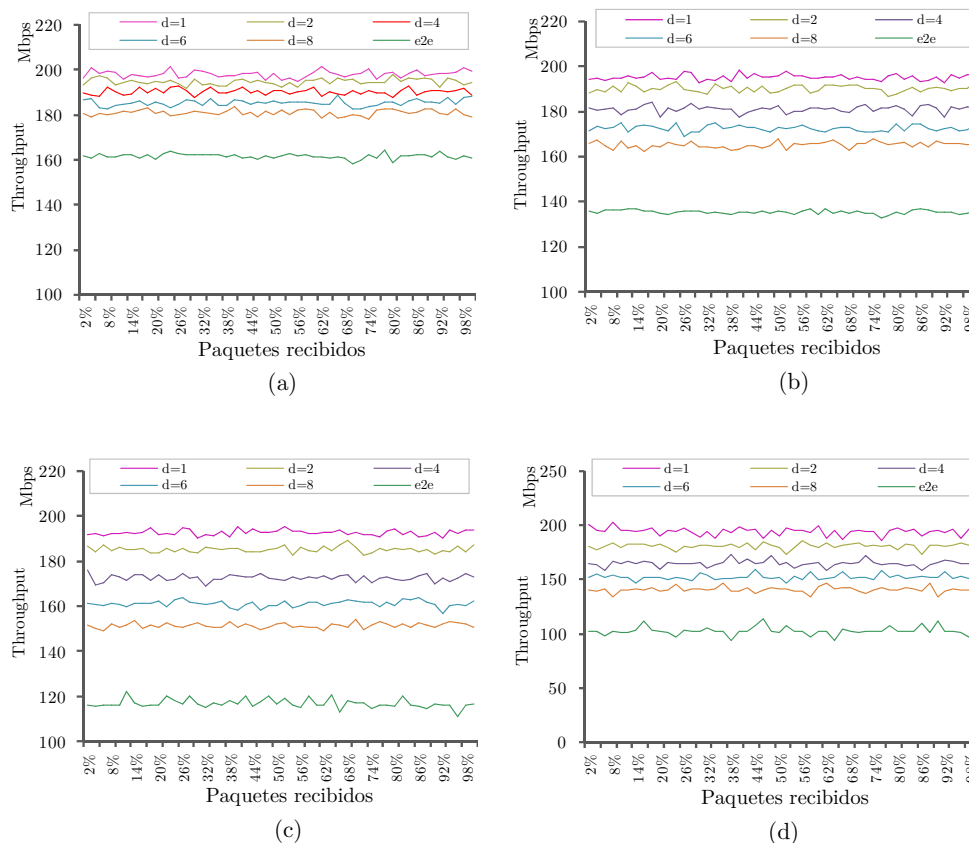 Mbps
Throughput
d=1 d=2 d=4
d=6 d=8 e2e
220
200
180
160
140
120
100
2% 8% 14% 20% 26% 32% 38% 44% 50% 56% 62% 68% 74% 80% 86% 92% 98%
Paquetes recibidos
(a)
Mbps
Throughput
d=1 d=2 d=4
d=6 d=8 e2e
220
200
180
160
140
120
100
2% 8% 14% 20% 26% 32% 38% 44% 50% 56% 62% 68% 74% 80% 86% 92% 98%
Paquetes recibidos
(b)
Mbps
Throughput
d=1 d=2 d=4
d=6 d=8 e2e
220
200
180
160
140
120
100
2% 8% 14% 20% 26% 32% 38% 44% 50% 56% 62% 68% 74% 80% 86% 92% 98%
Paquetes recibidos
(c)
Mbps
Throughput
d=1 d=2 d=4
d=6 d=8 e2e
250
200
150
100
50
0
2% 8% 14% 20% 26% 32% 38% 44% 50% 56% 62% 68% 74% 80% 86% 92%
Paquetes recibidos
(d)